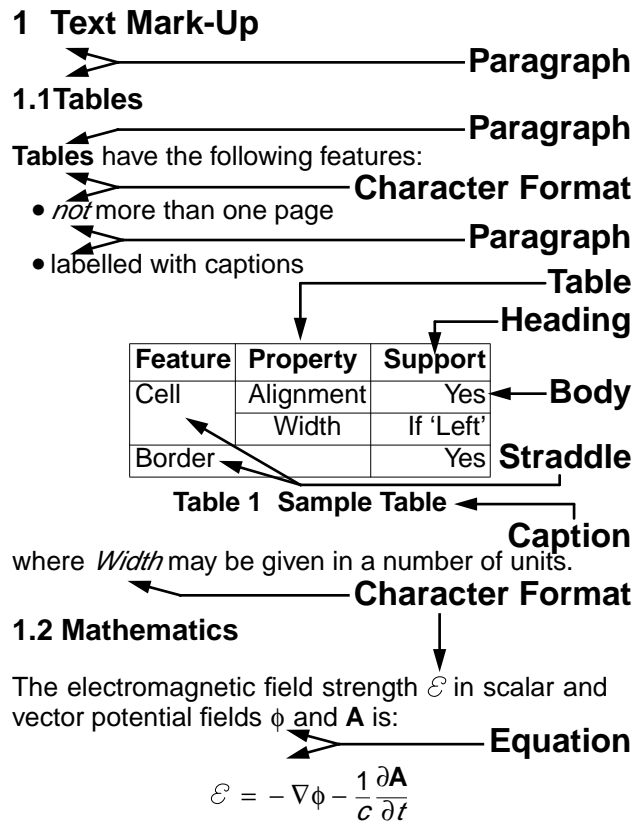 1 Text Mark-Up
Paragraph
1.1Tables
Paragraph
Tables have the following features:
Character Format
• not more than one page
Paragraph
• labelled with captions
Table
Heading
Feature Property Support
Cell Alignment Yes
Body
Width If ‘Left’
Border Yes
Straddle
Table 1 Sample Table
Caption
where Width may be given in a number of units.
Character Format
1.2 Mathematics
The electromagnetic field strength ℰ in scalar and
vector potential fields ϕ and A is:
Equation
ℰ = − ∇ϕ − 1/c ∂A/∂t